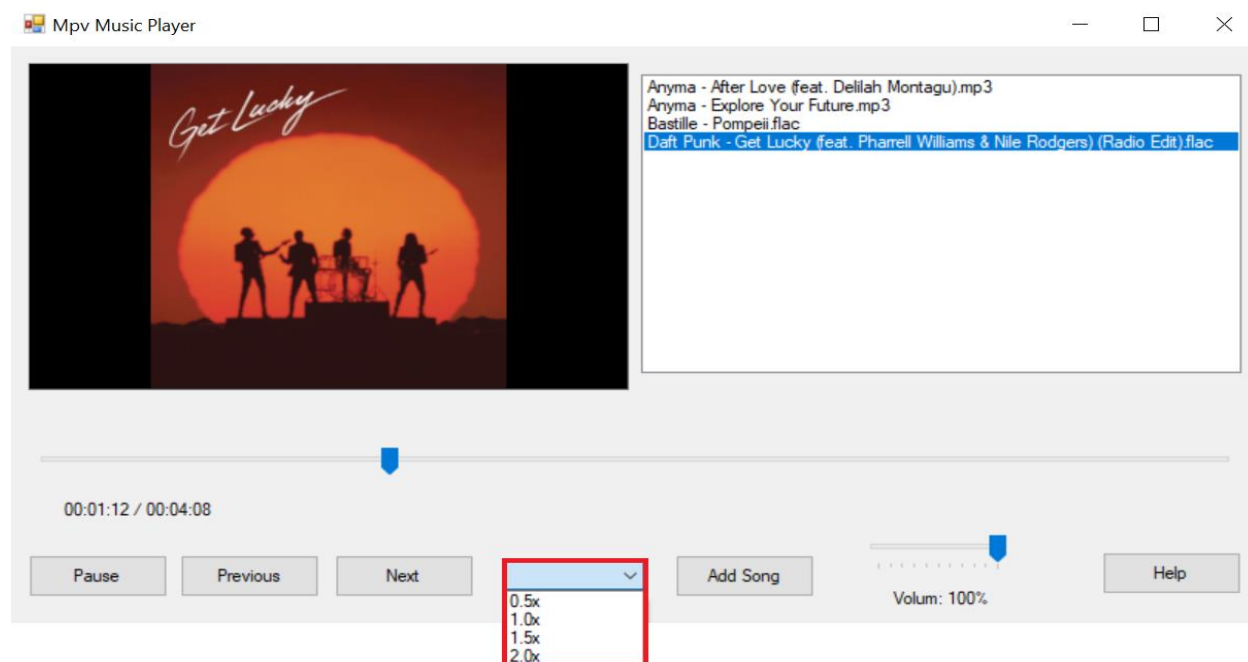 Mpv Music Player
Get Lucky
Anyma - After Love (feat. Delilah Montagu).mp3
Anyma - Explore Your Future.mp3
Bastille - Pompeii.flac
Daft Punk - Get Lucky (feat. Pharrell Williams & Nile Rodgers) (Radio Edit).flac
00:01:12 / 00:04:08
Pause
Previous
Next
0.5x
1.0x
1.5x
2.0x
Add Song
Volum: 100%
Help